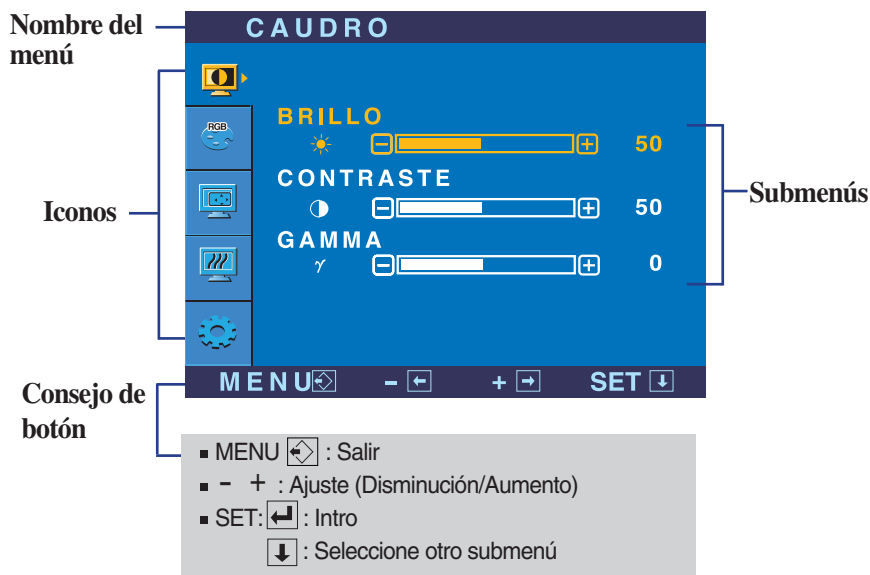 Nombre del
menú
CAUDRO
RGB
BRILLO
50
CONTRASTE
50
GAMMA
γ
0
Iconos
Submenús
MENU - + SET
Consejo de
botón
▪ MENU : Salir
▪ - + : Ajuste (Disminución/Aumento)
▪ SET: : Intro
: Seleccione otro submenú